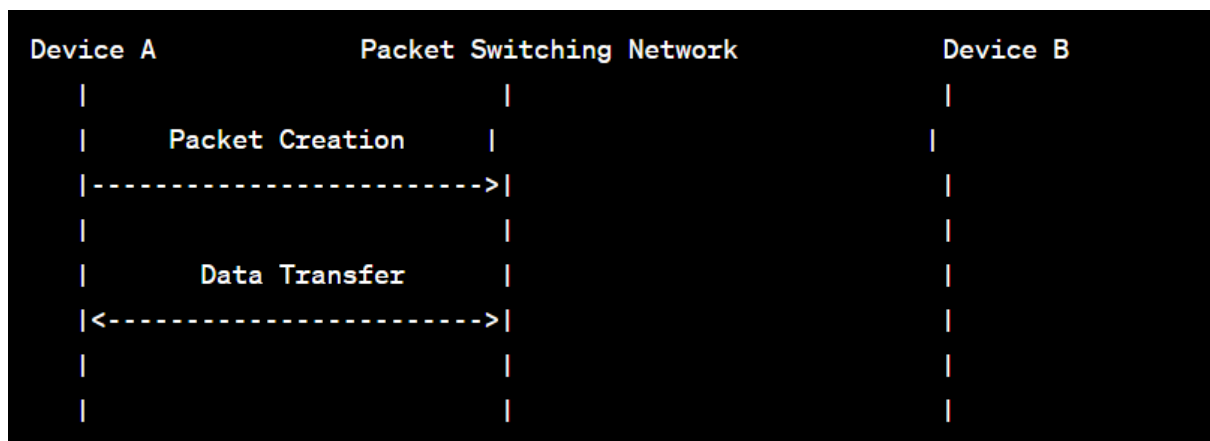 Device A Packet Switching Network Device B
| | |
| Packet Creation | |
|------------------------->| |
| | |
| Data Transfer | |
|<------------------------>| |
| | |
| | |